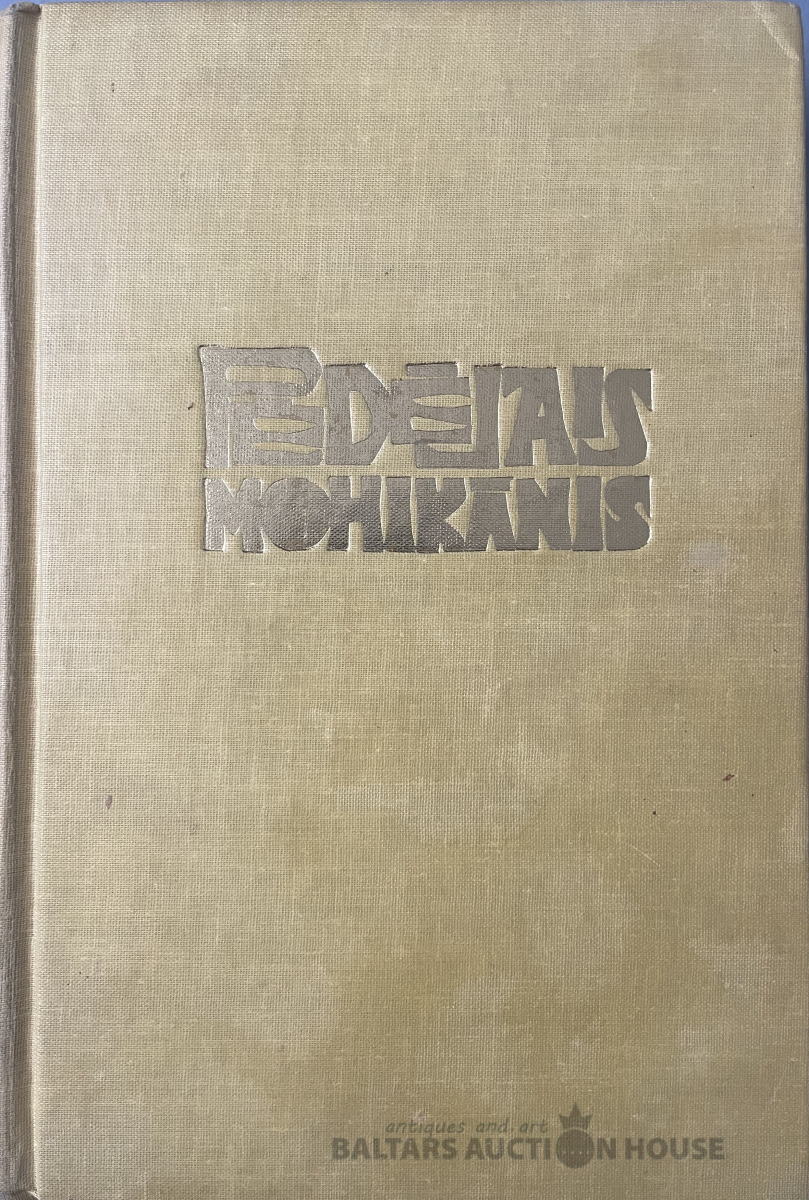 PĒDĒJAIS
MOHIKĀNIS
antiques and art
BALTARS AUCTION HOUSE